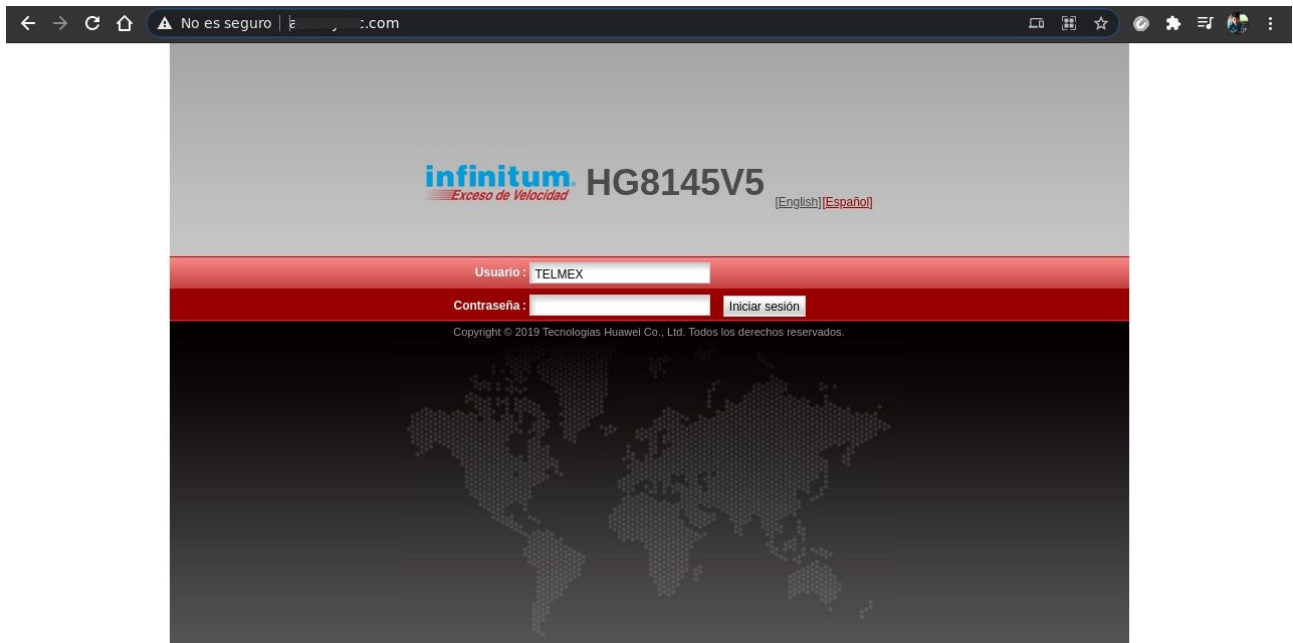 No es seguro | .com
infinitum. HG8145V5
Exceso de Velocidad
[English][Español]
Usuario : TELMEX
Contraseña : Iniciar sesión
Copyright © 2019 Tecnologias Huawei Co., Ltd. Todos los derechos reservados.